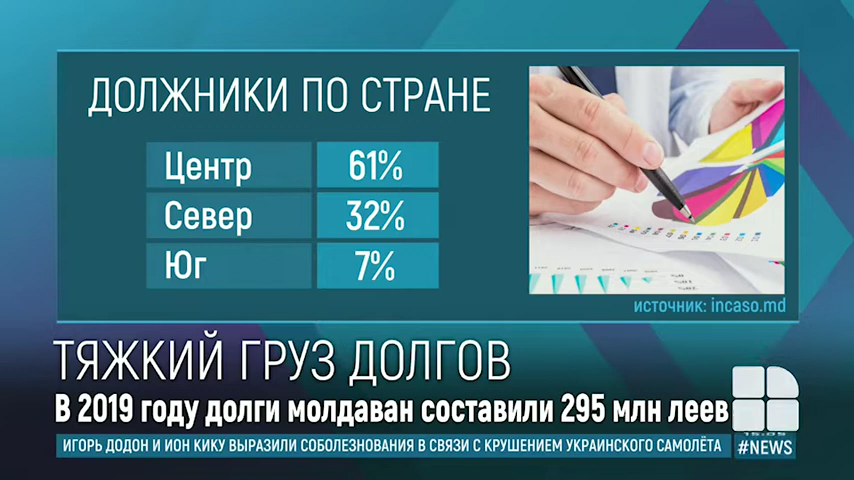 ДОЛЖНИКИ ПО СТРАНЕ
Центр 61%
Север 32%
Юг 7%
источник: incaso.md
ТЯЖКИЙ ГРУЗ ДОЛГОВ
В 2019 году долги молдаван составили 295 млн леев
ИГОРЬ ДОДОН И ИОН КИКУ ВЫРАЗИЛИ СОБОЛЕЗНОВАНИЯ В СВЯЗИ С КРУШЕНИЕМ УКРАИНСКОГО САМОЛЁТА
#NEWS